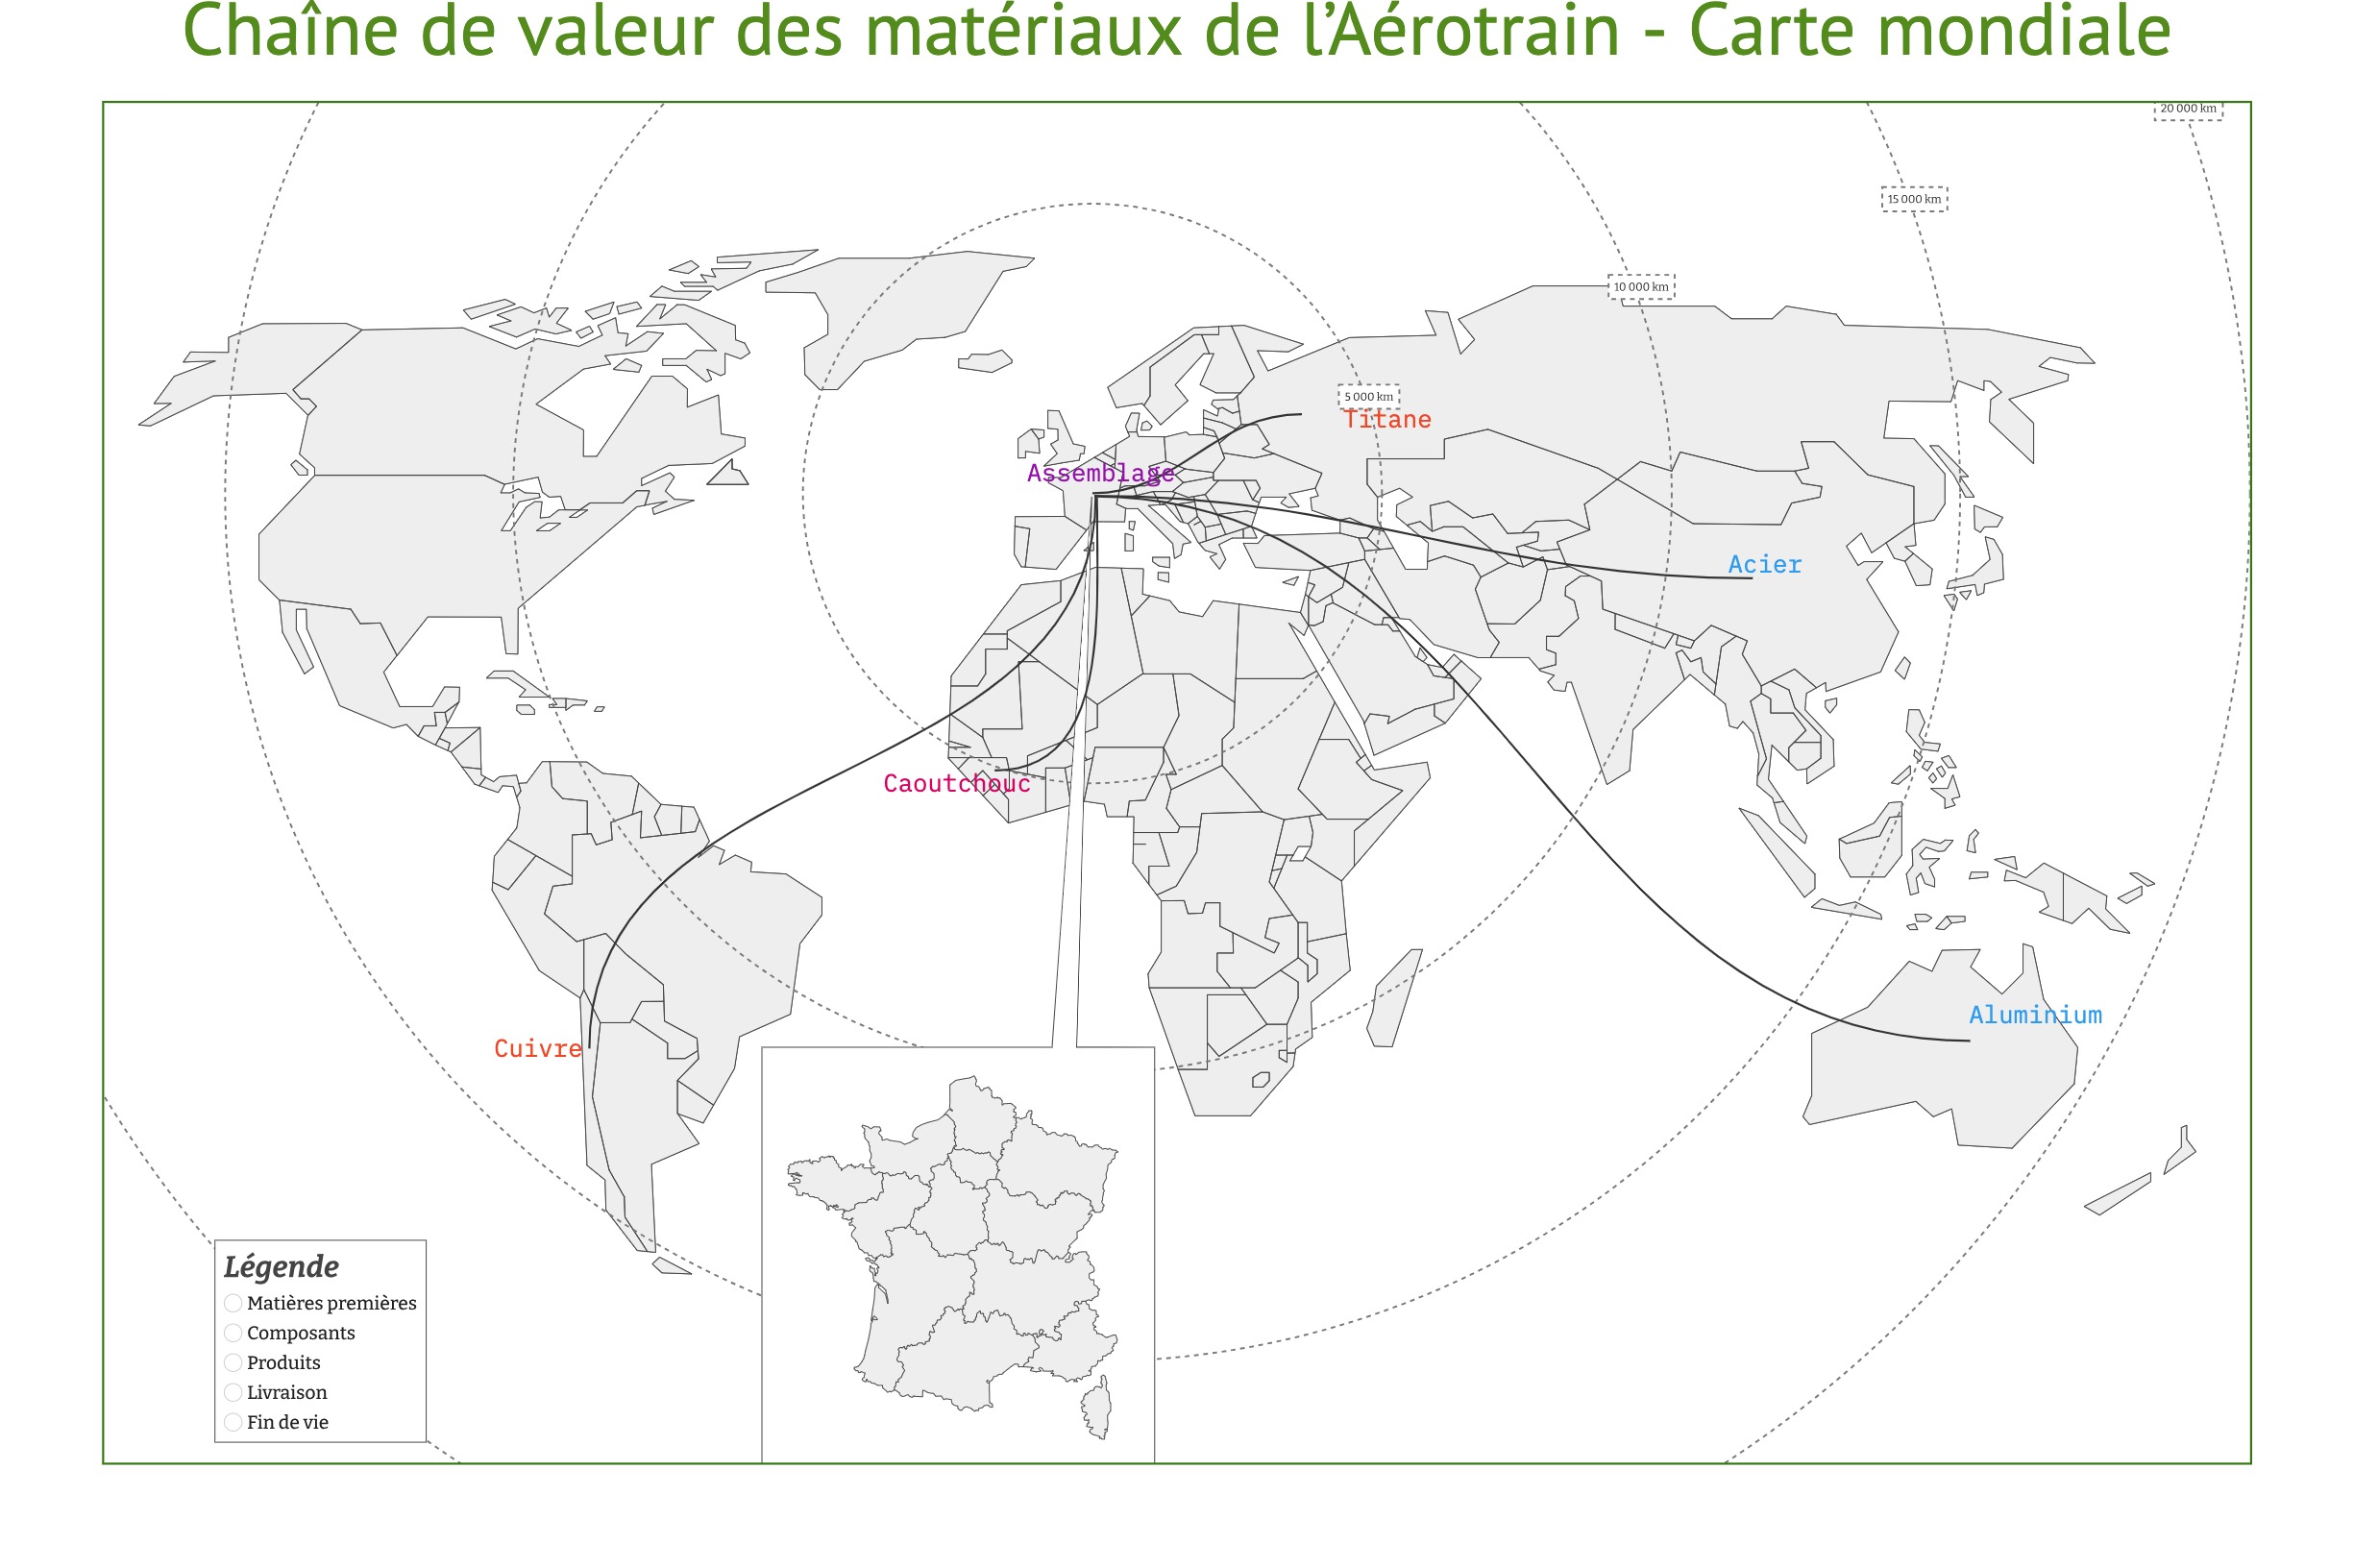 Chaîne de valeur des matériaux de l’Aérotrain - Carte mondiale
20 000 km
15 000 km
10 000 km
5 000 km
Titane
Assemblage
Acier
Caoutchouc
Aluminium
Cuivre
Légende
Matières premières
Composants
Produits
Livraison
Fin de vie